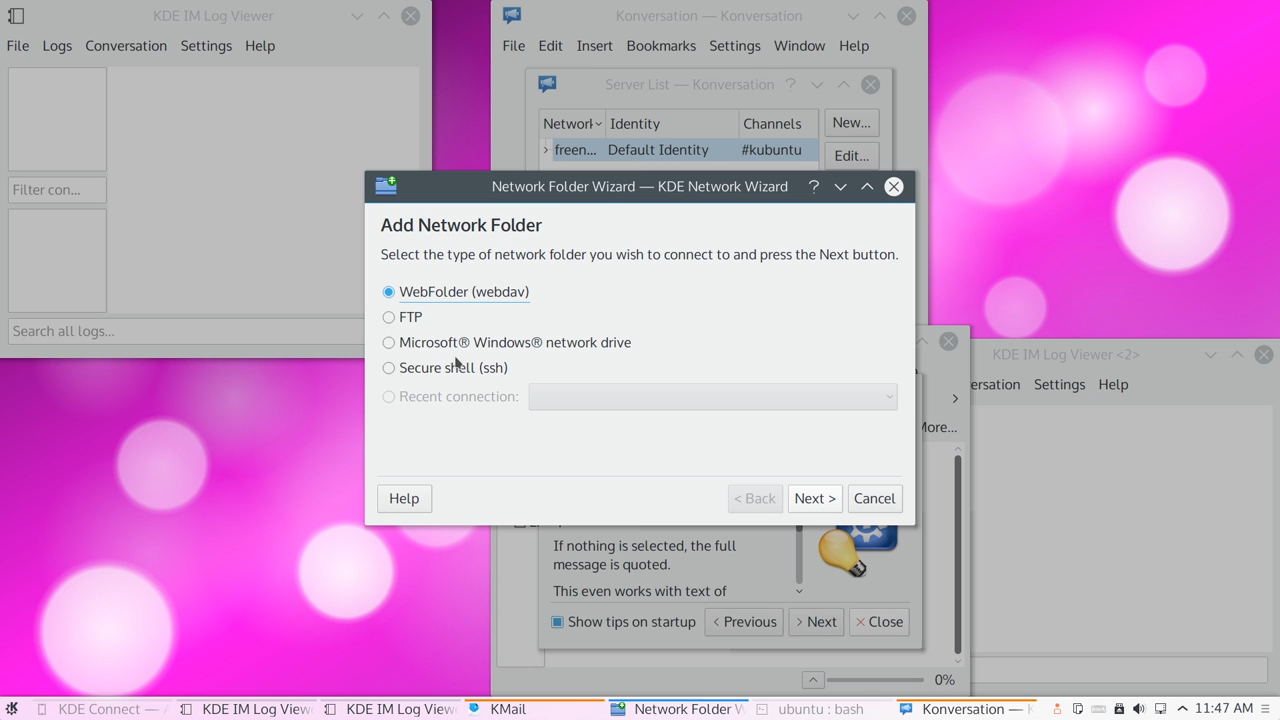 KDE IM Log Viewer
File Logs Conversation Settings Help
Filter con...
Search all logs...
Konversation — Konversation
File Edit Insert Bookmarks Settings Window Help
Server List — Konversation ?
Network Identity Channels
New...
freen... Default Identity #kubuntu
Edit...
Network Folder Wizard — KDE Network Wizard ?
Add Network Folder
Select the type of network folder you wish to connect to and press the Next button.
WebFolder (webdav)
FTP
Microsoft® Windows® network drive
Secure shell (ssh)
Recent connection:
Help < Back Next > Cancel
KDE IM Log Viewer <2>
Settings Help
More...
If nothing is selected, the full
message is quoted.
This even works with text of
Show tips on startup Previous Next Close
0%
KDE Connect —
KDE IM Log View
KDE IM Log Viewe
KMail
Network Folder W
ubuntu : bash
Konversation — K
11:47 AM